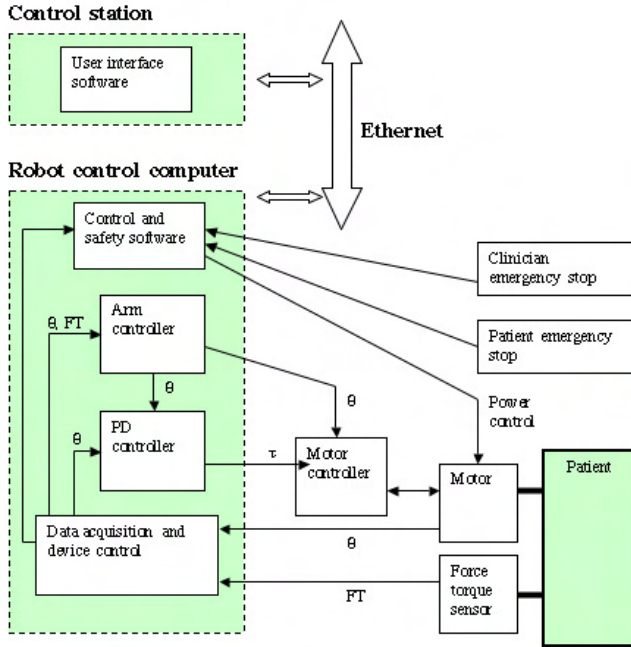 Control station
User interface
software
Ethernet
Robot control computer
Control and
safety software
Clinician
emergency stop
θ, FT
Arm
controller
Patient emergency
stop
θ
θ
Power
control
θ
PD
controller
τ
Motor
controller
Motor
Patient
Data acquisition and
device control
θ
Force
torque
sensor
FT